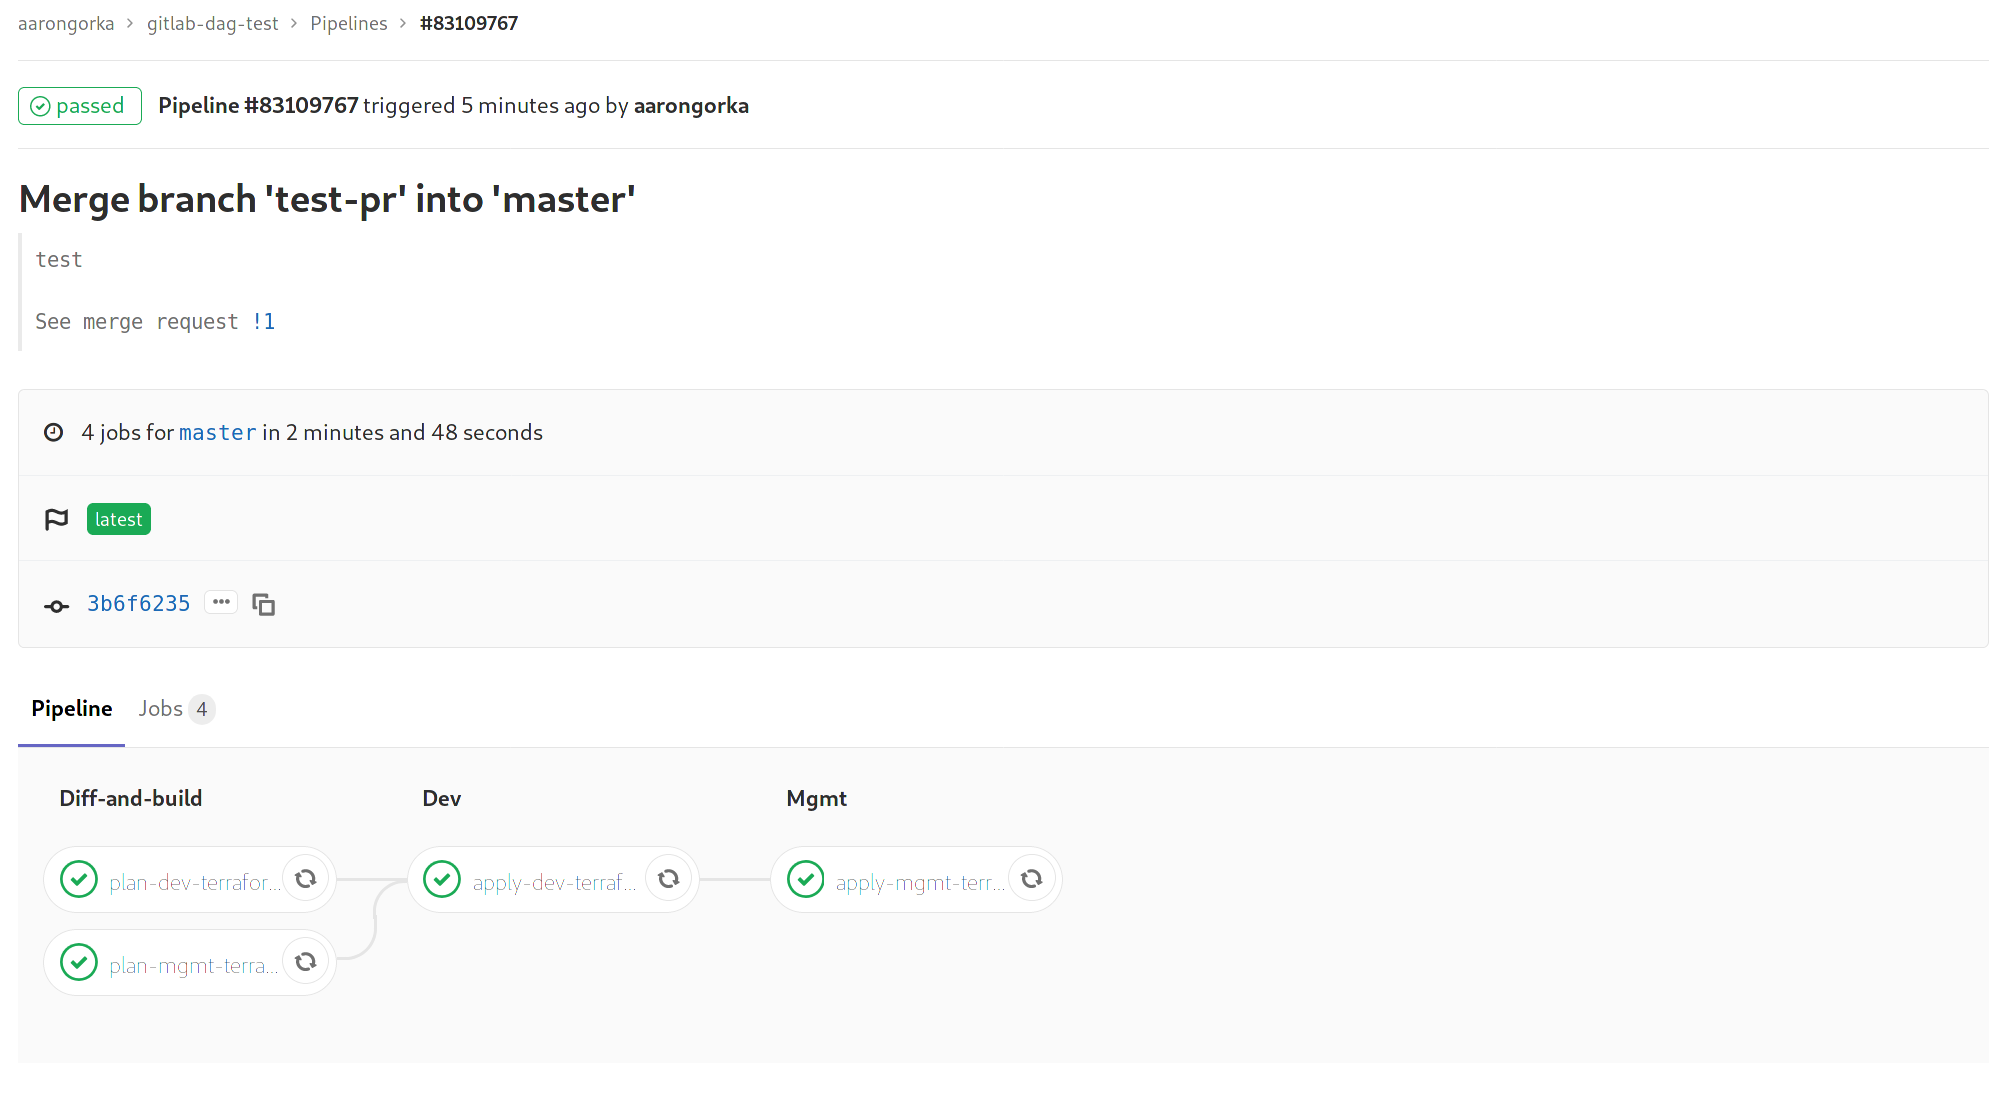 aarongorka > gitlab-dag-test > Pipelines > #83109767
passed Pipeline #83109767 triggered 5 minutes ago by aarongorka
Merge branch 'test-pr' into 'master'
test
See merge request !1
4 jobs for master in 2 minutes and 48 seconds
latest
3b6f6235 ...
Pipeline Jobs 4
Diff-and-build Dev Mgmt
plan-dev-terrafor... apply-dev-terraf... apply-mgmt-terr...
plan-mgmt-terra...